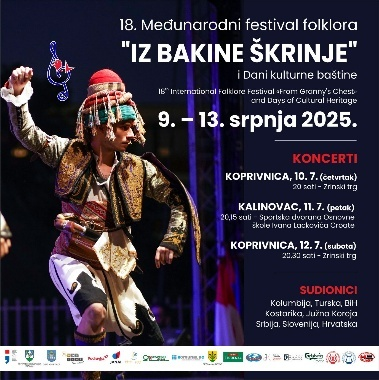 18. Međunarodni festival folklora
"IZ BAKINE ŠKRINJE"
i Dani kulturne baštine
18TH International Folklore Festival «From Granny's Chest»
and Days of Cultural Heritage
9. – 13. srpnja 2025.
KONCERTI
KOPRIVNICA, 10. 7. (četvrtak)
20 sati - Zrinski trg
KALINOVAC, 11. 7. (petak)
20,15 sati - Sportska dvorana Osnovne
škole Ivana Lackovića Croate
KOPRIVNICA, 12. 7. (subota)
20.30 sati - Zrinski trg
SUDIONICI
Kolumbija, Turska, BiH
Kostarika, Južna Koreja
Srbija, Slovenija, Hrvatska